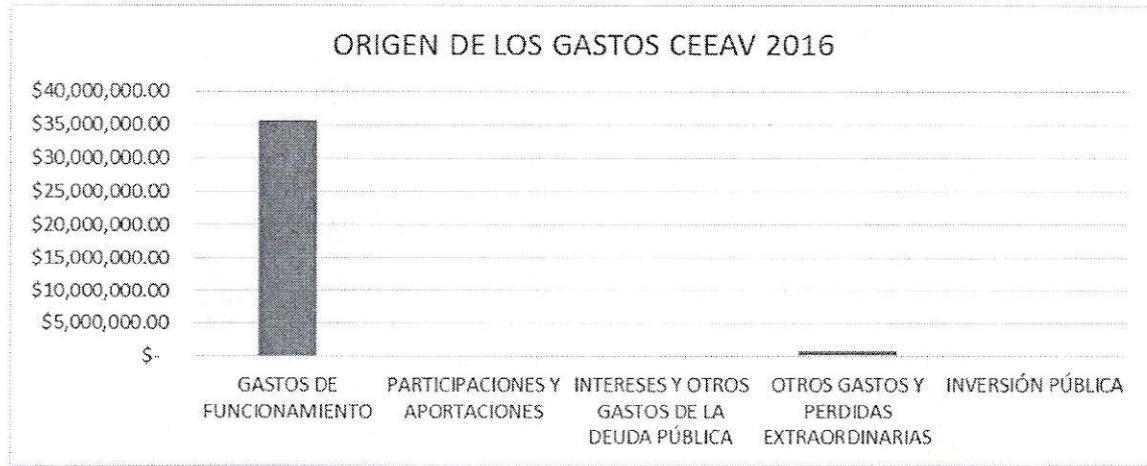 ORIGEN DE LOS GASTOS CEEAV 2016
$40,000,000.00
$35,000,000.00
$30,000,000.00
$25,000,000.00
$20,000,000.00
$15,000,000.00
$10,000,000.00
$5,000,000.00
$-
GASTOS DE
FUNCIONAMIENTO
PARTICIPACIONES Y
APORTACIONES
INTERESES Y OTROS
GASTOS DE LA
DEUDA PÚBLICA
OTROS GASTOS Y
PERDIDAS
EXTRAORDINARIAS
INVERSIÓN PÚBLICA